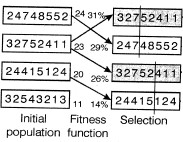 24748552 24 31% 32752411
32752411 23 29% 24748552
24415124 20 26% 32752411
32543213 11 14% 24415124
Initial Fitness Selection
population function